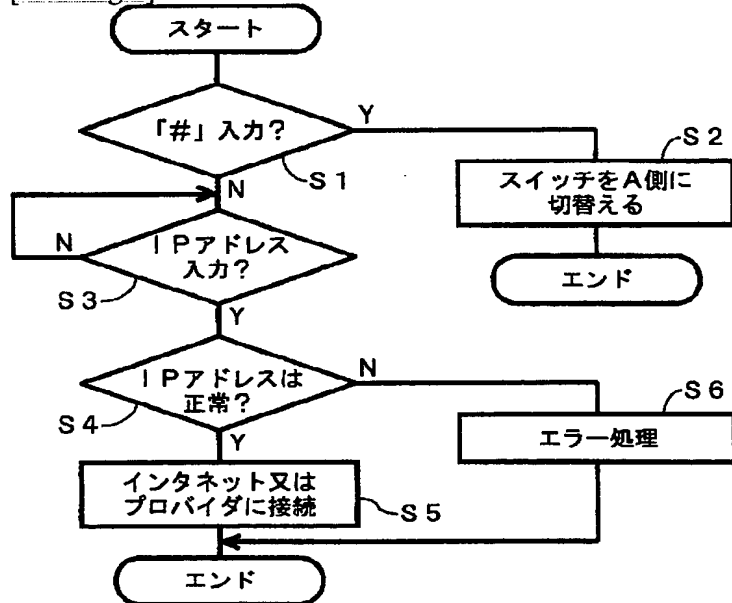 スタート
「#」入力?
Y
S1
N
S2
スイッチをA側に
切替える
エンド
IPアドレス
入力?
N
S3
Y
IPアドレスは
正常?
N
S4
Y
S6
エラー処理
インタネット又は
プロバイダに接続
S5
エンド